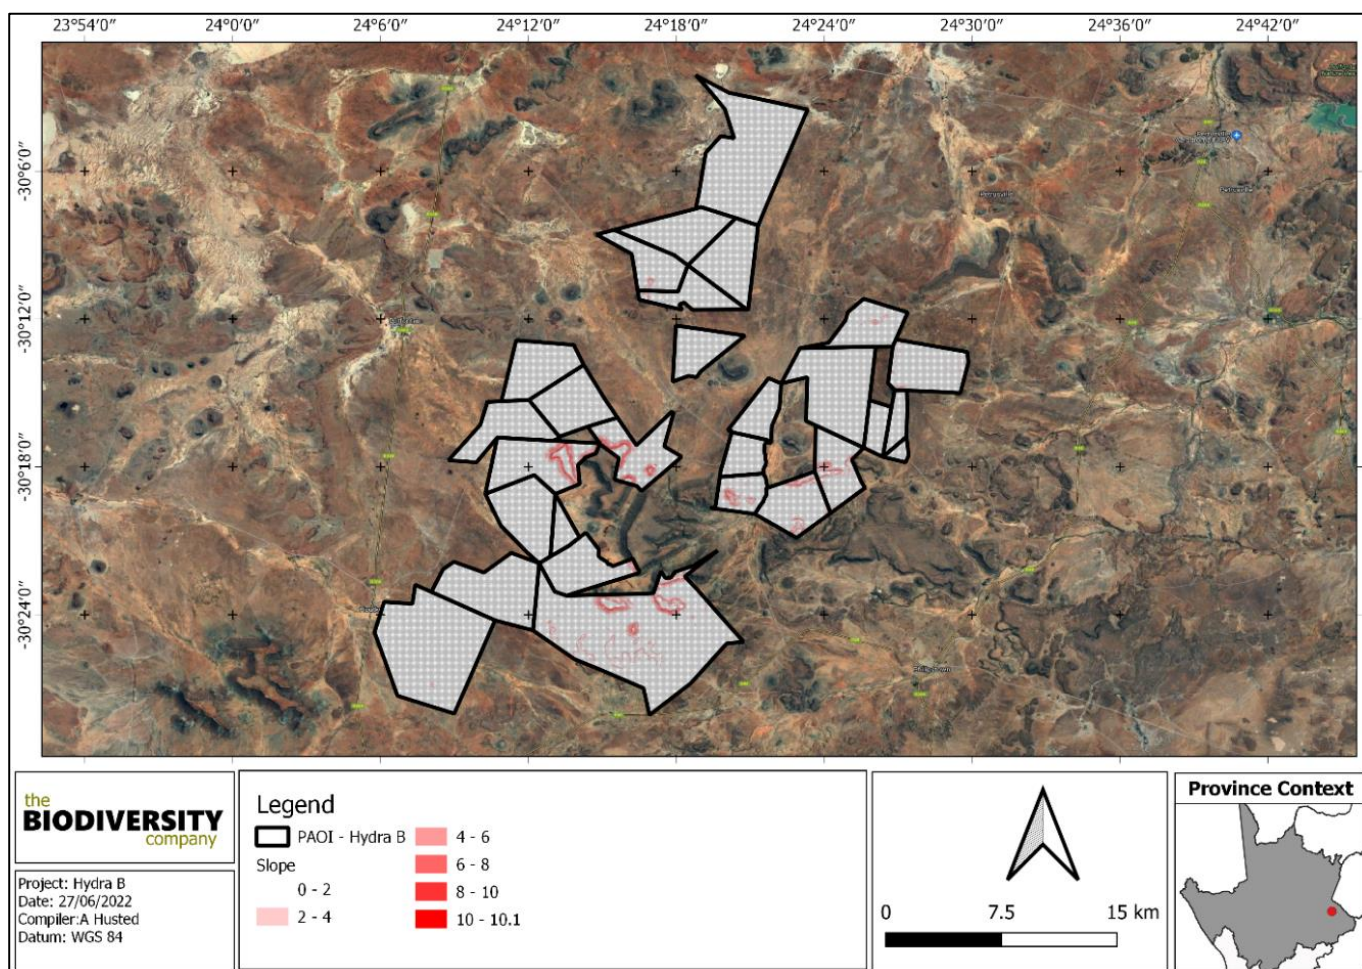 23°54′0″ 24°0′0″ 24°6′0″ 24°12′0″ 24°18′0″ 24°24′0″ 24°30′0″ 24°36′0″ 24°42′0″
-30°6′0″
-30°12′0″
-30°18′0″
-30°24′0″
Petrusville
the
BIODIVERSITY
company
Project: Hydra B
Date: 27/06/2022
Compiler:A Husted
Datum: WGS 84
Legend
PAOI - Hydra B
Slope
0 - 2
2 - 4
4 - 6
6 - 8
8 - 10
10 - 10.1
0 7.5 15 km
Province Context